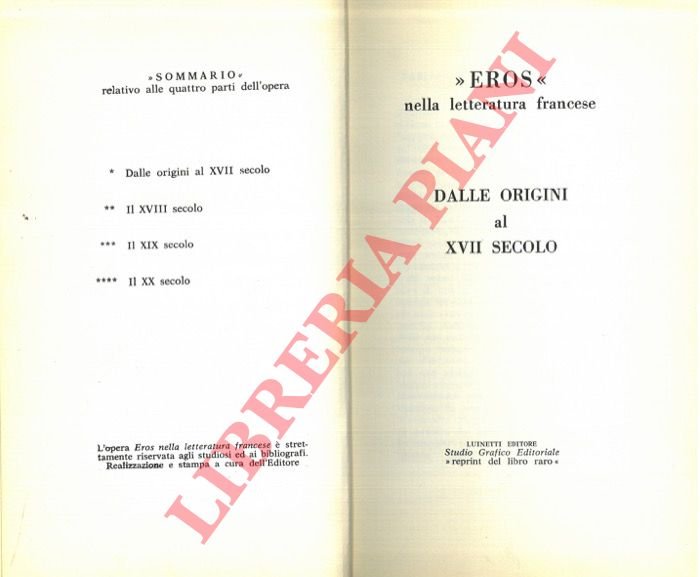 » SOMMARIO «
relativo alle quattro parti dell'opera
* Dalle origini al XVII secolo
** Il XVIII secolo
*** Il XIX secolo
**** Il XX secolo
L'opera Eros nella letteratura francese è stret-
tamente riservata agli studiosi ed ai bibliografi.
Realizzazione e stampa a cura dell'Editore
» EROS «
nella letteratura francese
DALLE ORIGINI
al
XVII SECOLO
LUINETTI EDITORE
Studio Grafico Editoriale
» reprint del libro raro «
LIBRERIA PIANI